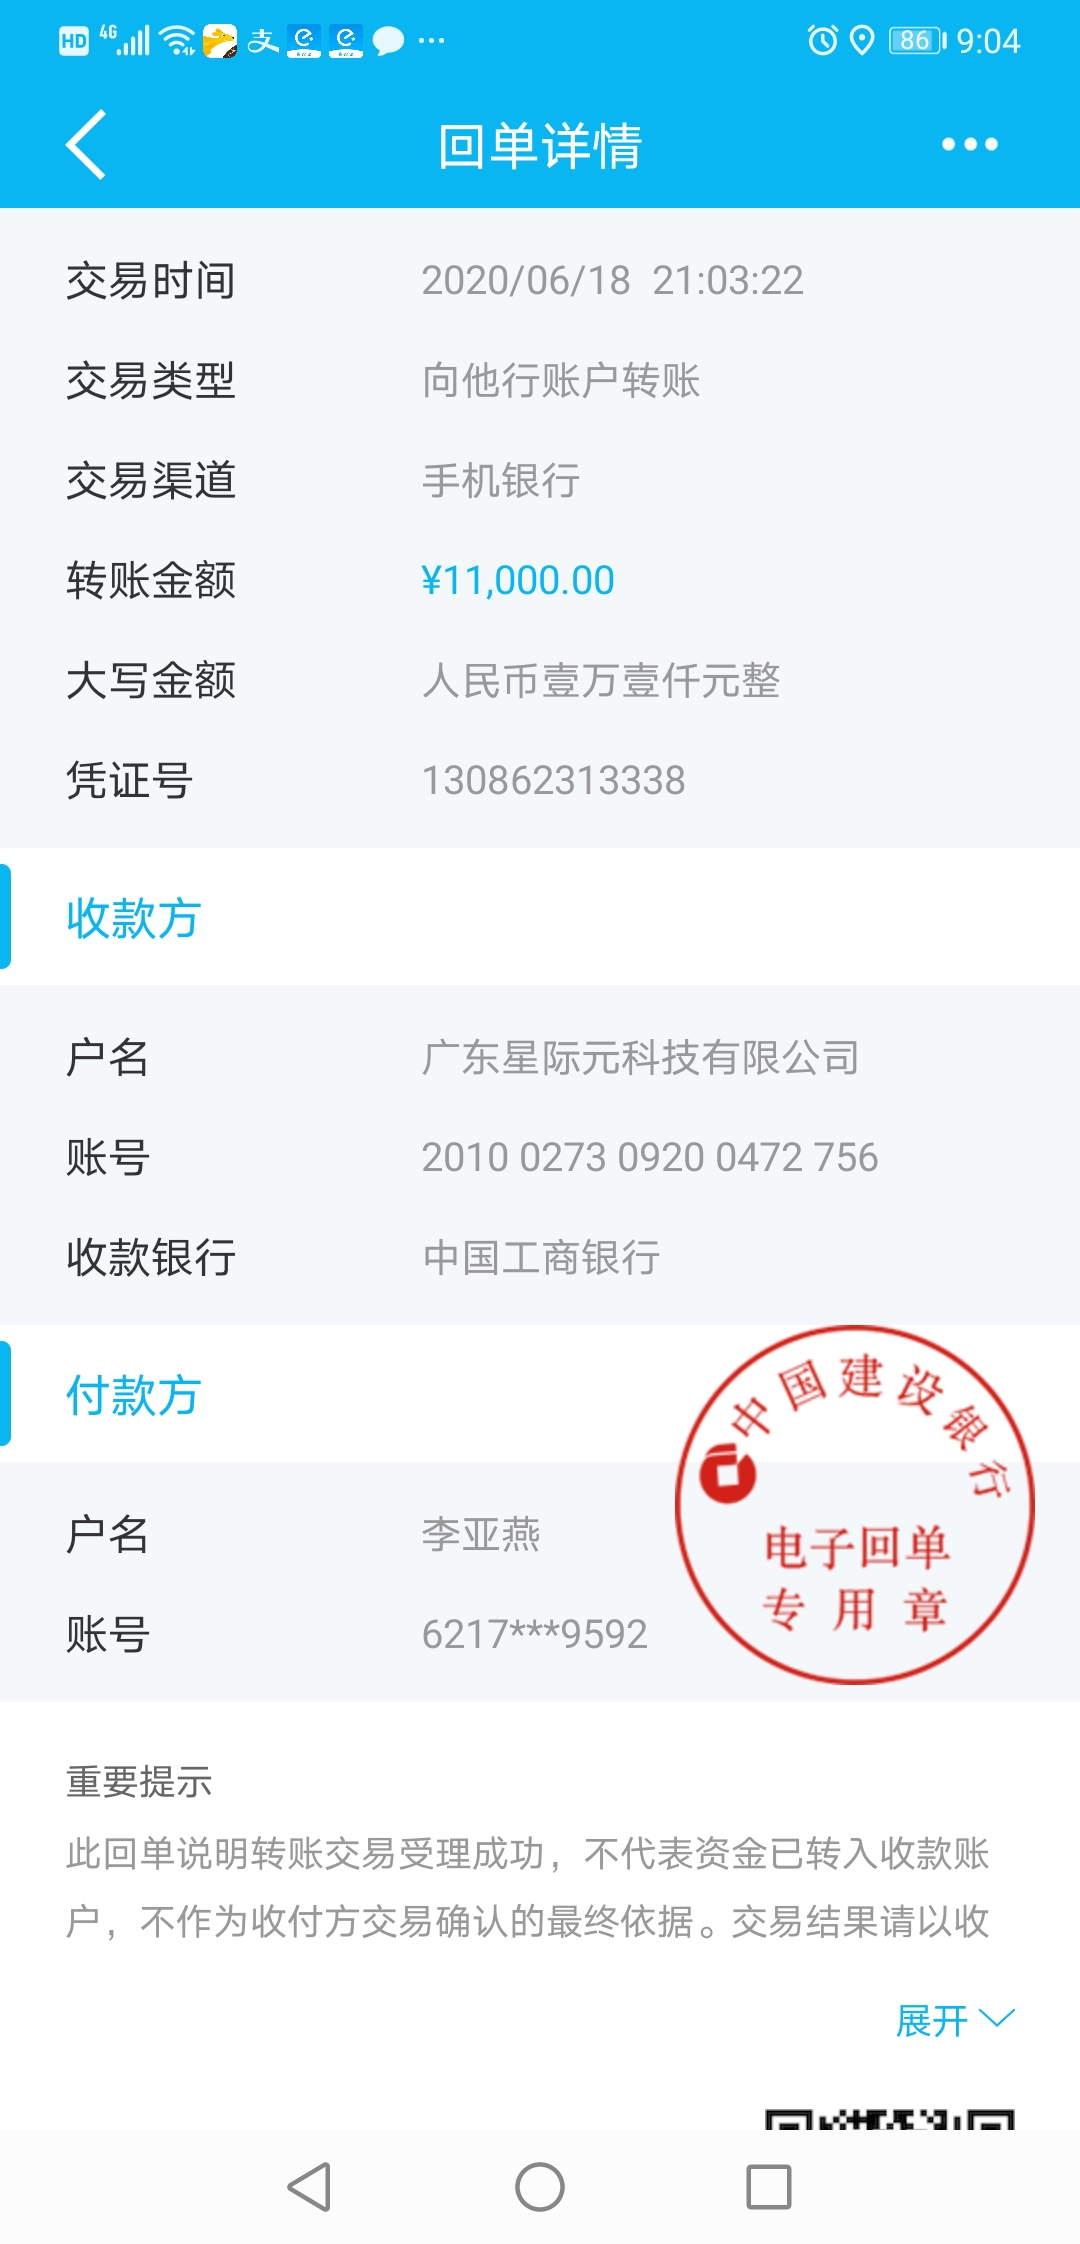 HD 4G 支 86 9:04
回单详情
交易时间 2020/06/18 21:03:22
交易类型 向他行账户转账
交易渠道 手机银行
转账金额 ¥11,000.00
大写金额 人民币壹万壹仟元整
凭证号 130862313338
收款方
户名 广东星际元科技有限公司
账号 2010 0273 0920 0472 756
收款银行 中国工商银行
付款方
中国建设银行
电子回单
专用章
户名 李亚燕
账号 6217***9592
重要提示
此回单说明转账交易受理成功，不代表资金已转入收款账
户，不作为收付方交易确认的最终依据。交易结果请以收
展开